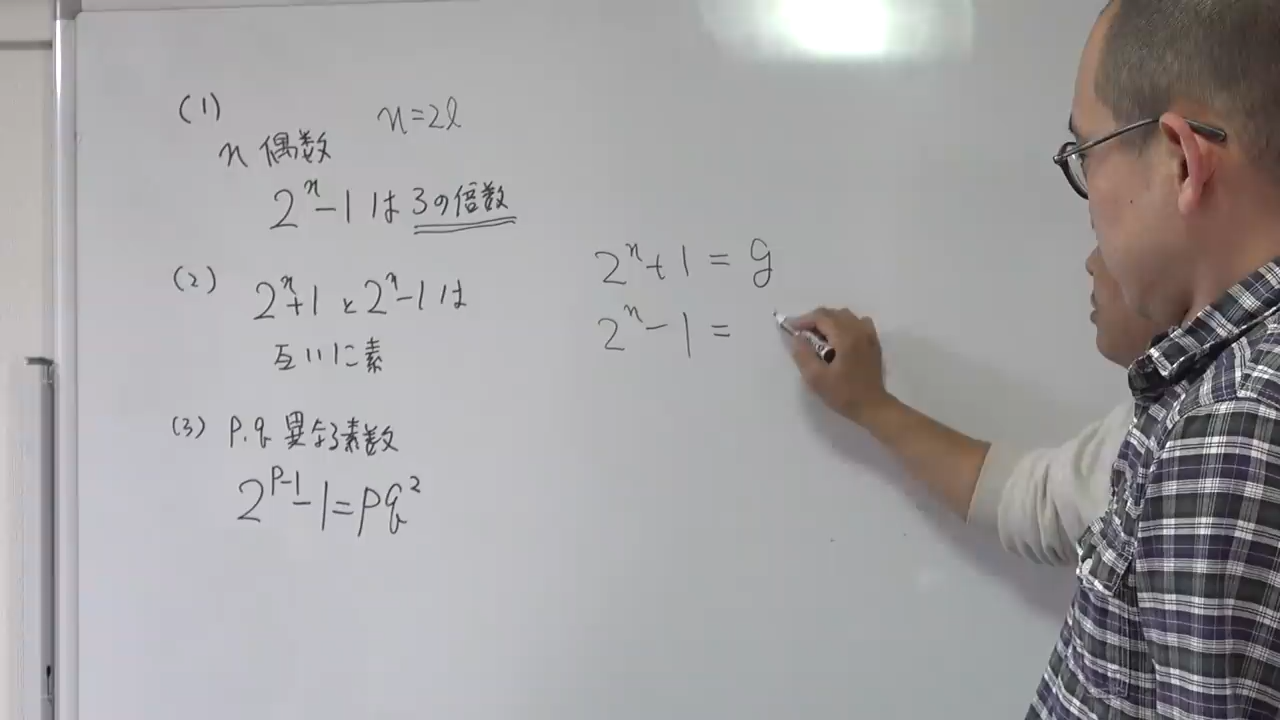 (1)
n=2l
n 偶数
2ⁿ-1 は 3の倍数
(2)
2ⁿ+1 と 2ⁿ-1 は
互いに素
(3) p.q 異なる素数
2ᵖ⁻¹-1=pq²
2ⁿ+1 = g
2ⁿ-1 =